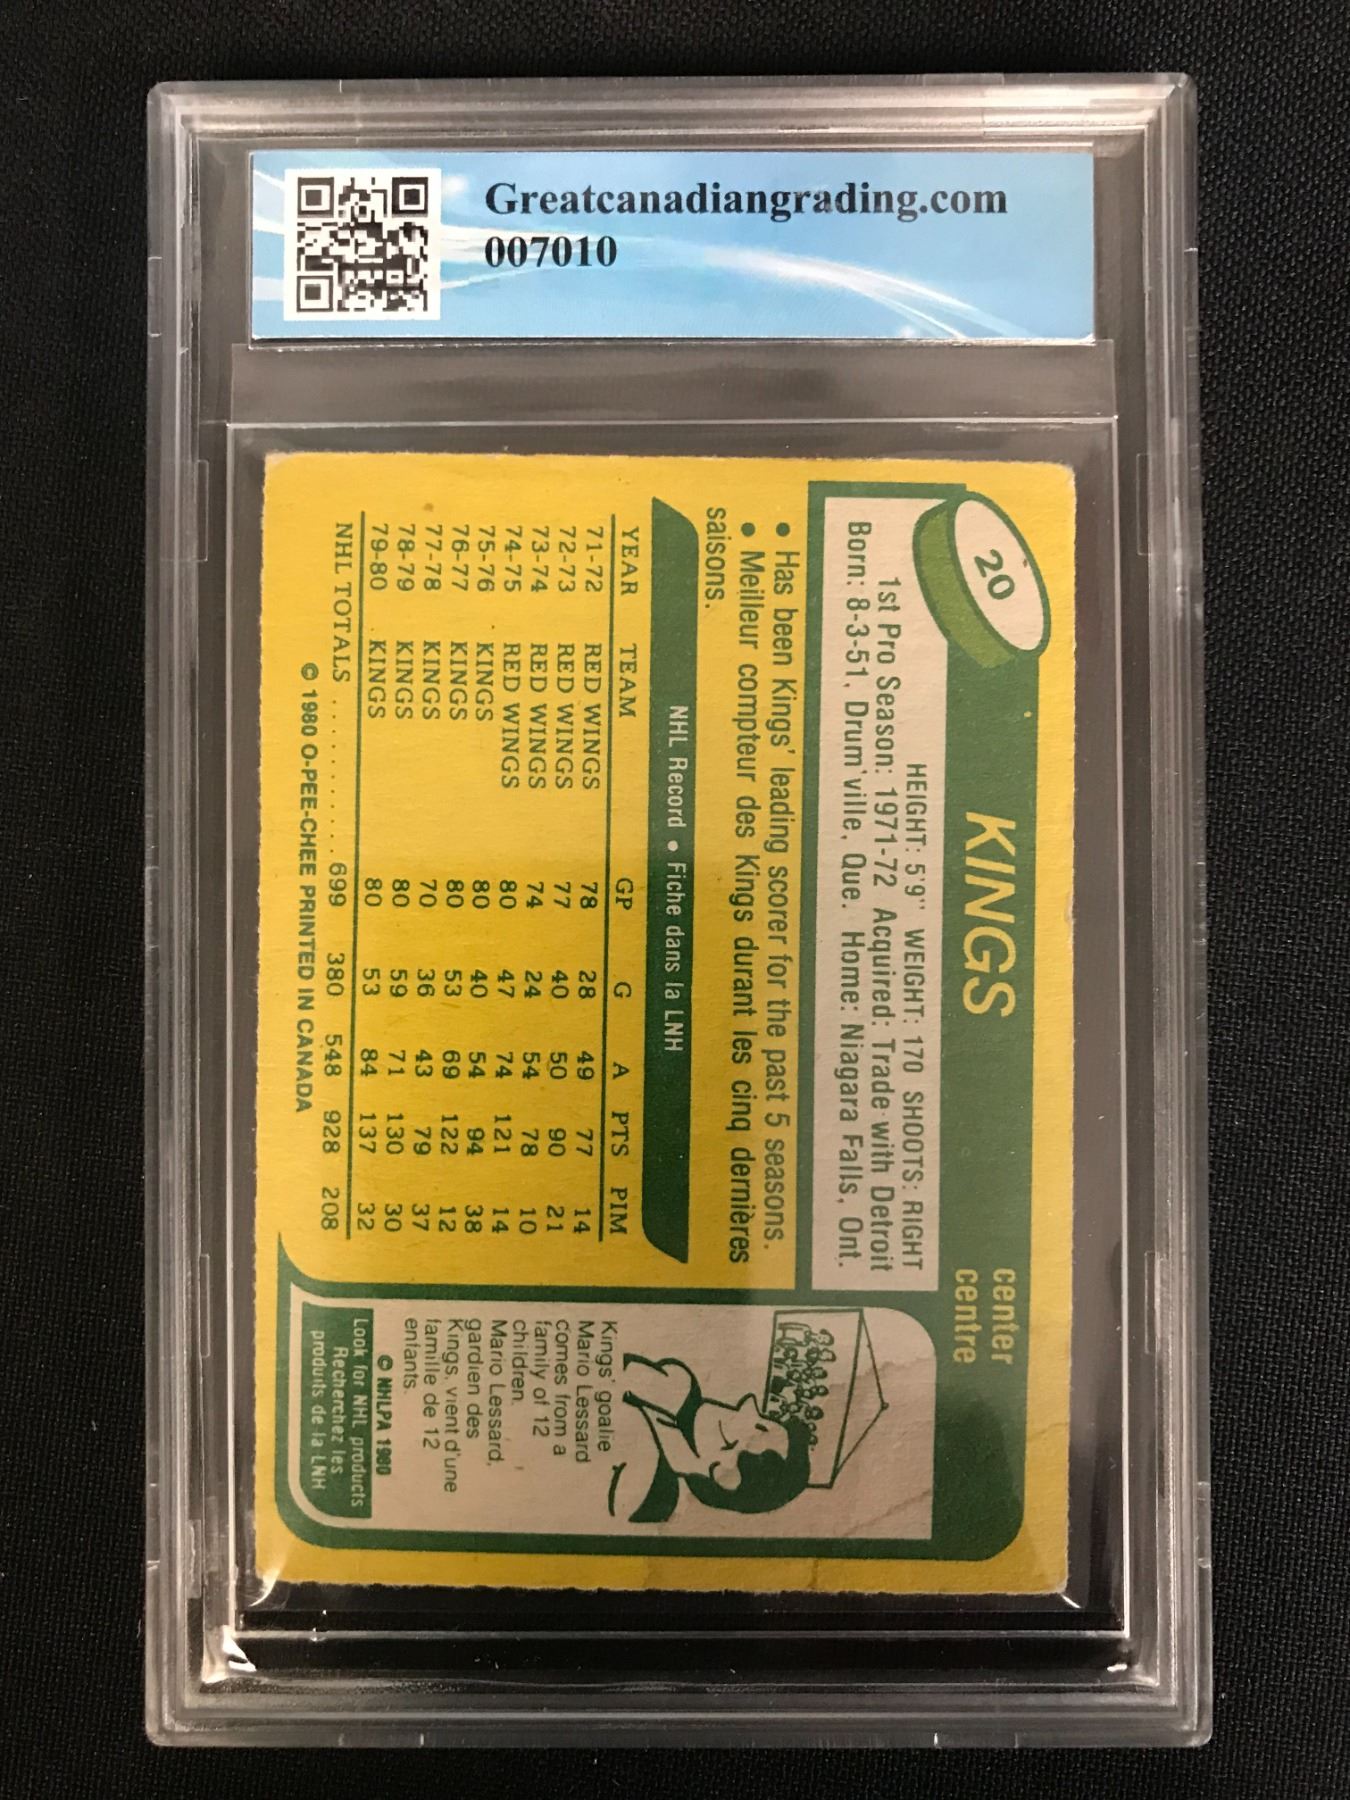 Greatcanadiangrading.com
007010
20
KINGS
center
centre
HEIGHT: 5'9" WEIGHT: 170 SHOOTS: RIGHT
1st Pro Season: 1971-72 Acquired: Trade with Detroit
Born: 8-3-51, Drum'ville, Que. Home: Niagara Falls, Ont.
• Has been Kings' leading scorer for the past 5 seasons.
• Meilleur compteur des Kings durant les cinq dernières
saisons.
NHL Record • Fiche dans la LNH
YEAR TEAM GP G A PTS PIM
71-72 RED WINGS 78 28 49 77 14
72-73 RED WINGS 77 40 50 90 21
73-74 RED WINGS 74 24 54 78 10
74-75 RED WINGS 80 47 74 121 14
75-76 KINGS 80 40 54 94 38
76-77 KINGS 80 53 69 122 12
77-78 KINGS 70 36 43 79 37
78-79 KINGS 80 59 71 130 30
79-80 KINGS 80 53 84 137 32
NHL TOTALS .......... 699 380 548 928 208
© 1980 O-PEE-CHEE PRINTED IN CANADA
Kings' goalie
Mario Lessard
comes from a
family of 12
children.
Mario Lessard,
gardien des
Kings, vient d'une
famille de 12
enfants.
© NHLPA 1980
Look for NHL products
Recherchez les
produits de la LNH